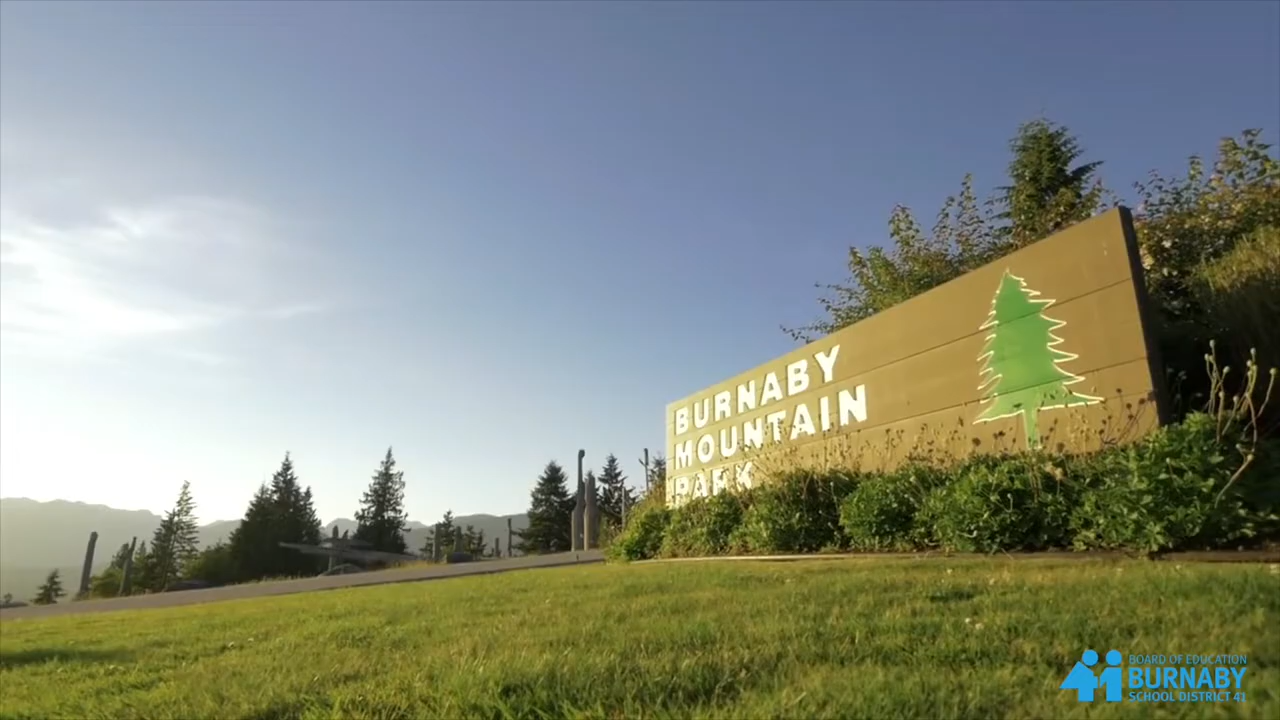 BURNABY
MOUNTAIN
PARK
BOARD OF EDUCATION
BURNABY
SCHOOL DISTRICT 41